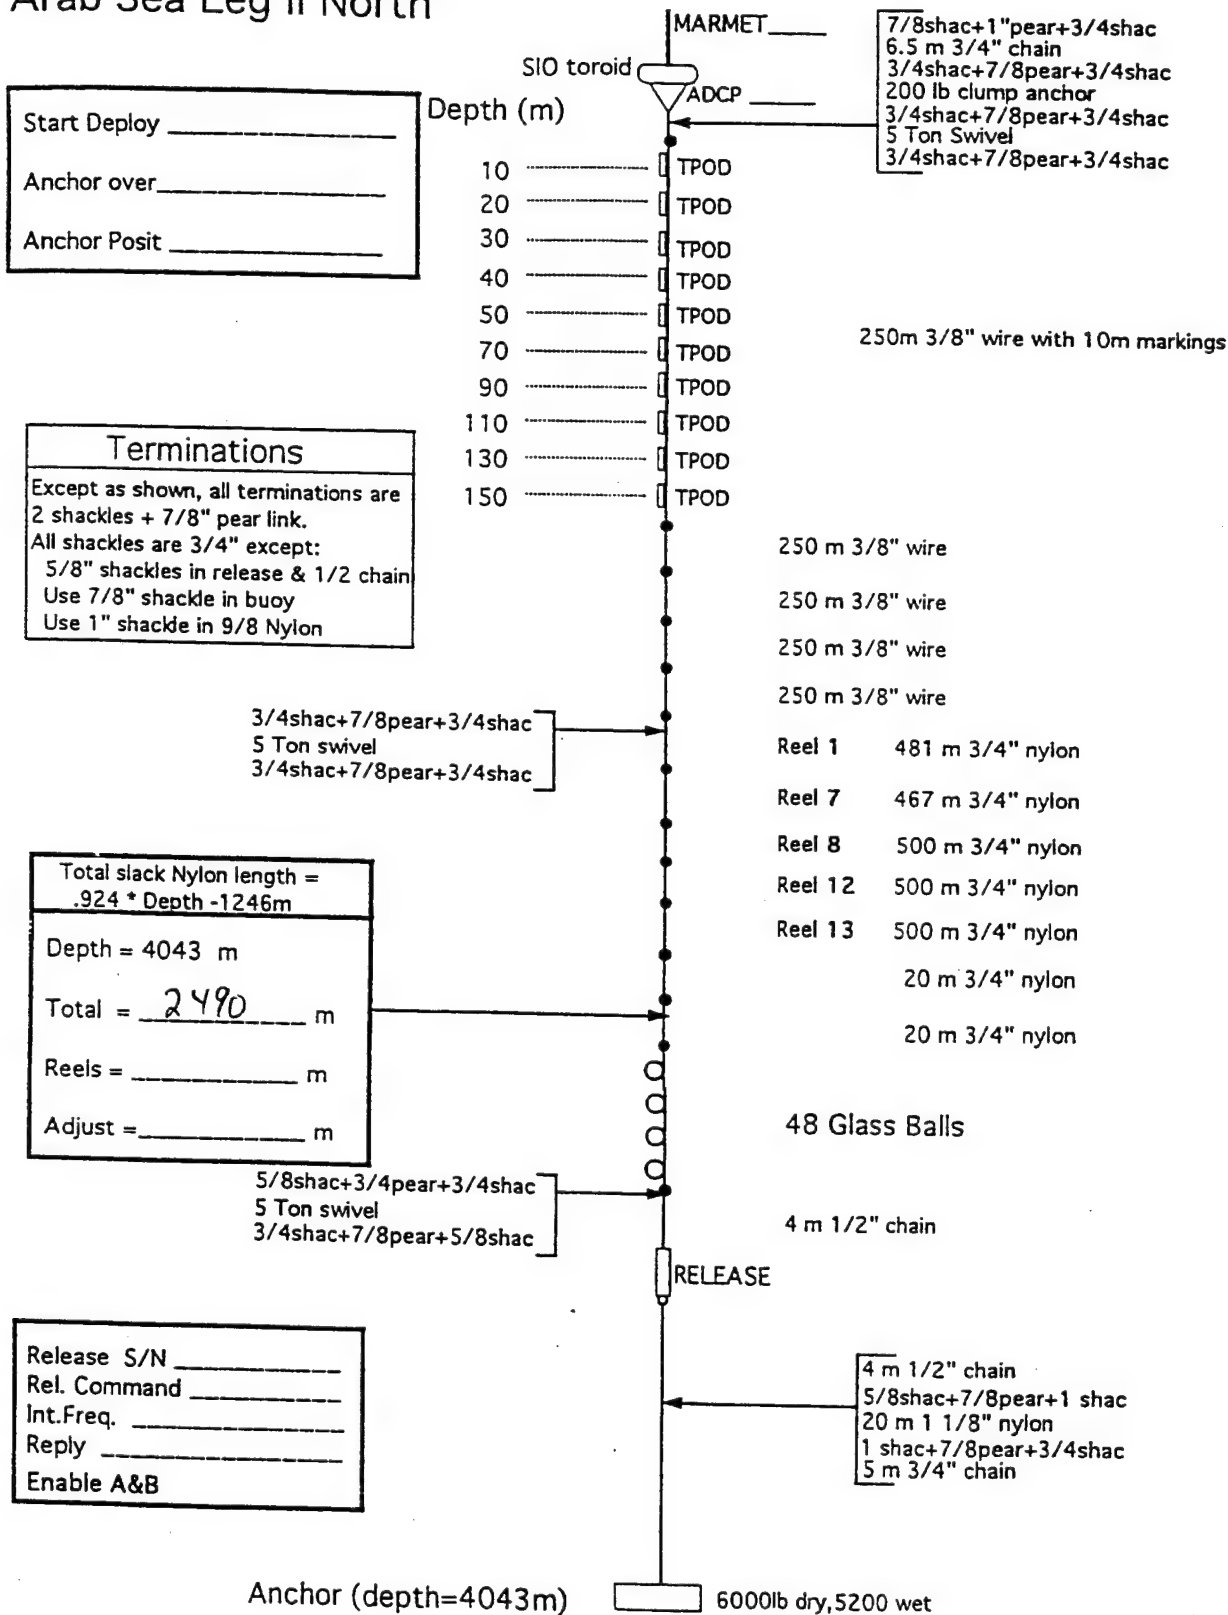 Arab Sea Leg II North
MARMET_____
SIO toroid
ADCP _____
7/8shac+1"pear+3/4shac
6.5 m 3/4" chain
3/4shac+7/8pear+3/4shac
200 lb clump anchor
3/4shac+7/8pear+3/4shac
5 Ton Swivel
3/4shac+7/8pear+3/4shac
Start Deploy _______________
Anchor over_______________
Anchor Posit _______________
Depth (m)
10 TPOD
20 TPOD
30 TPOD
40 TPOD
50 TPOD
70 TPOD
90 TPOD
110 TPOD
130 TPOD
150 TPOD
250m 3/8" wire with 10m markings
Terminations
Except as shown, all terminations are
2 shackles + 7/8" pear link.
All shackles are 3/4" except:
5/8" shackles in release & 1/2 chain
Use 7/8" shackle in buoy
Use 1" shackle in 9/8 Nylon
250 m 3/8" wire
250 m 3/8" wire
250 m 3/8" wire
250 m 3/8" wire
3/4shac+7/8pear+3/4shac
5 Ton swivel
3/4shac+7/8pear+3/4shac
Reel 1 481 m 3/4" nylon
Reel 7 467 m 3/4" nylon
Reel 8 500 m 3/4" nylon
Reel 12 500 m 3/4" nylon
Reel 13 500 m 3/4" nylon
20 m 3/4" nylon
20 m 3/4" nylon
Total slack Nylon length =
.924 * Depth -1246m
Depth = 4043 m
Total = 2490 m
Reels = ___________ m
Adjust =___________ m
48 Glass Balls
5/8shac+3/4pear+3/4shac
5 Ton swivel
3/4shac+7/8pear+5/8shac
4 m 1/2" chain
RELEASE
Release S/N ___________
Rel. Command __________
Int.Freq. ______________
Reply ________________
Enable A&B
4 m 1/2" chain
5/8shac+7/8pear+1 shac
20 m 1 1/8" nylon
1 shac+7/8pear+3/4shac
5 m 3/4" chain
Anchor (depth=4043m)
6000lb dry,5200 wet